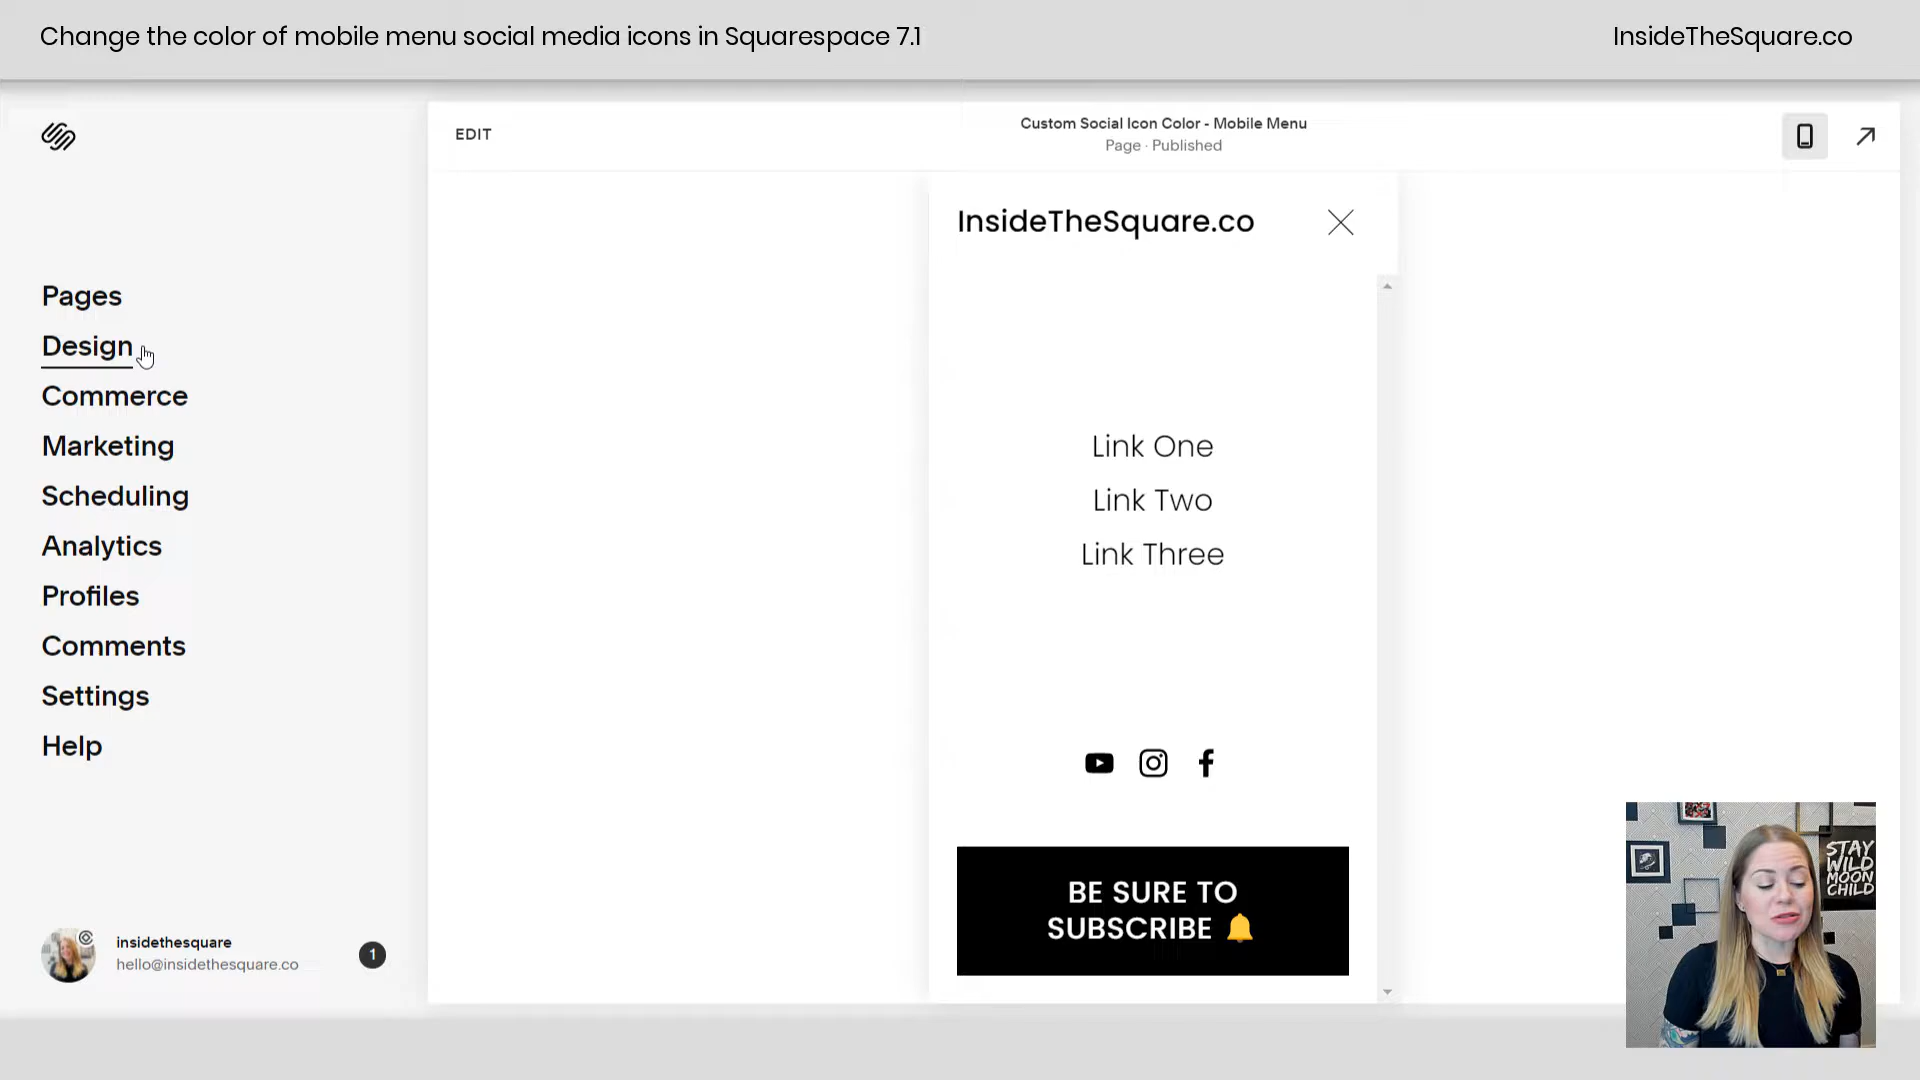 Change the color of mobile menu social media icons in Squarespace 7.1
InsideTheSquare.co
EDIT
Custom Social Icon Color - Mobile Menu
Page · Published
InsideTheSquare.co
Pages
Design
Commerce
Marketing
Scheduling
Analytics
Profiles
Comments
Settings
Help
Link One
Link Two
Link Three
BE SURE TO
SUBSCRIBE 🔔
insidethesquare
hello@insidethesquare.co
1
STAY
WILD
MOON
CHILD